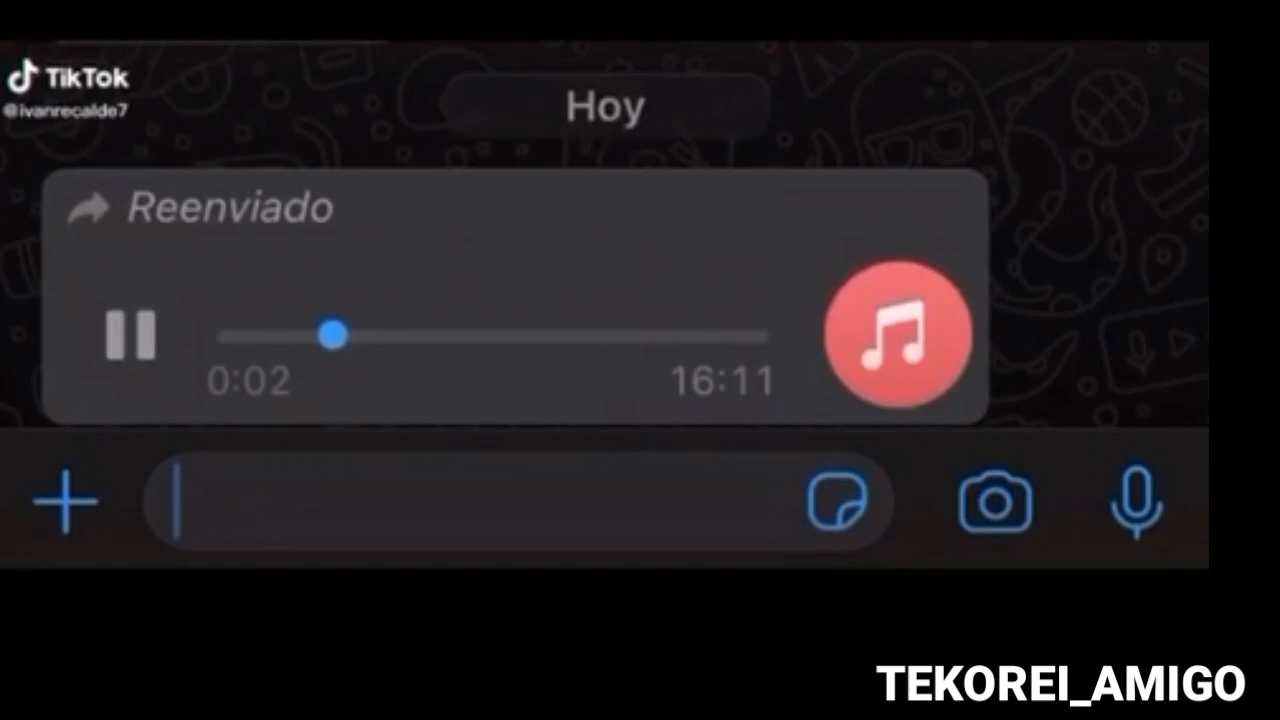 TikTok
@ivanrecalde7
Hoy
Reenviado
0:02 16:11
TEKOREI_AMIGO